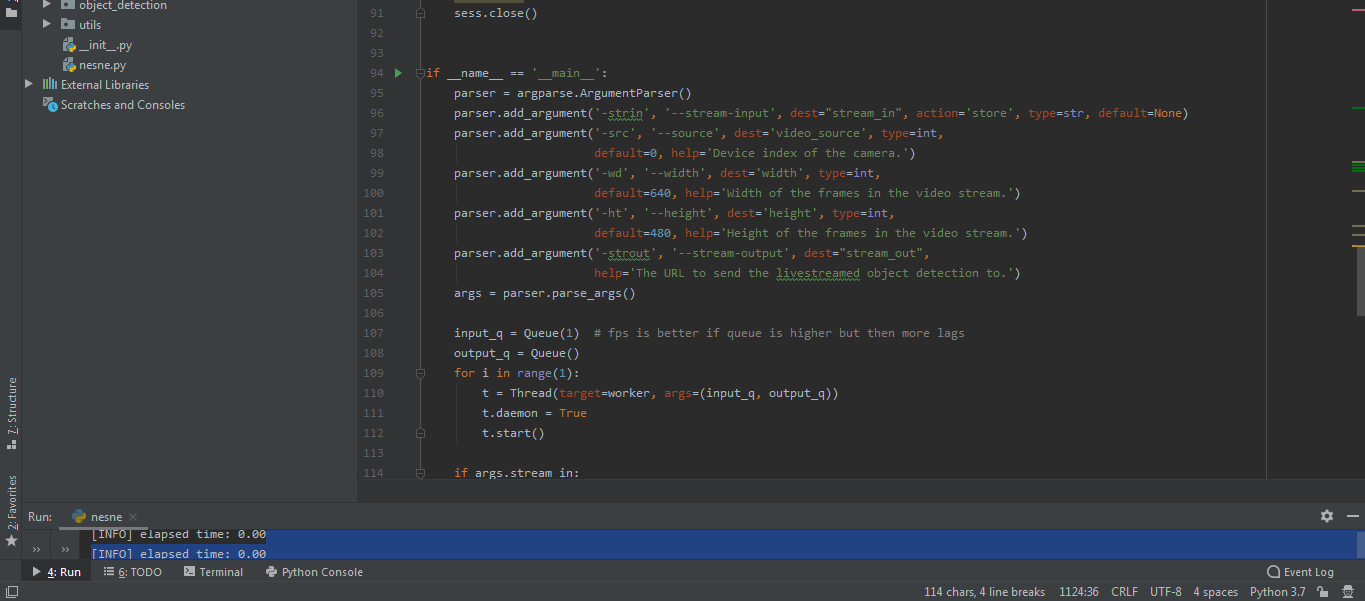 object_detection
utils
__init__.py
nesne.py
External Libraries
Scratches and Consoles
7: Structure
2: Favorites
91 sess.close()
92
93
94 if __name__ == '__main__':
95 parser = argparse.ArgumentParser()
96 parser.add_argument('-strin', '--stream-input', dest="stream_in", action='store', type=str, default=None)
97 parser.add_argument('-src', '--source', dest='video_source', type=int,
98 default=0, help='Device index of the camera.')
99 parser.add_argument('-wd', '--width', dest='width', type=int,
100 default=640, help='Width of the frames in the video stream.')
101 parser.add_argument('-ht', '--height', dest='height', type=int,
102 default=480, help='Height of the frames in the video stream.')
103 parser.add_argument('-strout', '--stream-output', dest="stream_out",
104 help='The URL to send the livestreamed object detection to.')
105 args = parser.parse_args()
106
107 input_q = Queue(1)  # fps is better if queue is higher but then more lags
108 output_q = Queue()
109 for i in range(1):
110 t = Thread(target=worker, args=(input_q, output_q))
111 t.daemon = True
112 t.start()
113
114 if args.stream_in:
Run: nesne
[INFO] elapsed time: 0.00
[INFO] elapsed time: 0.00
4: Run 6: TODO Terminal Python Console Event Log
114 chars, 4 line breaks 1124:36 CRLF UTF-8 4 spaces Python 3.7